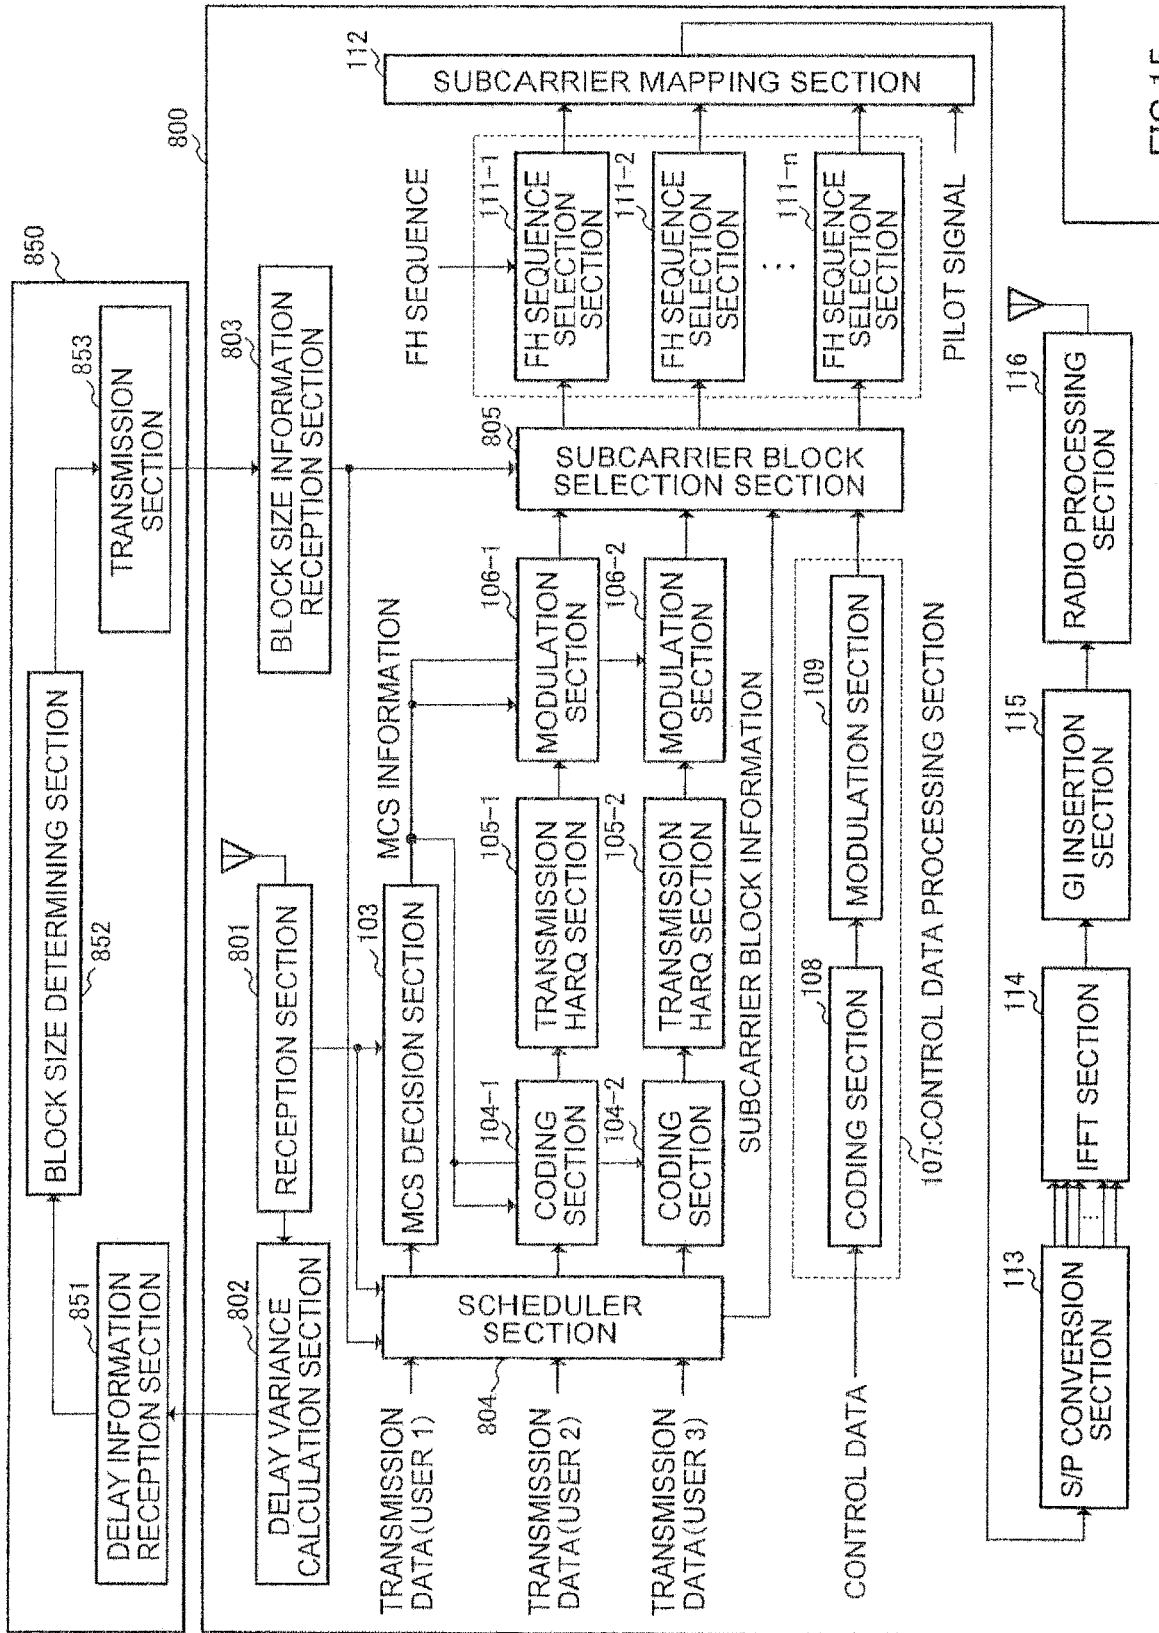 850
DELAY INFORMATION
RECEPTION SECTION
851
BLOCK SIZE DETERMINING SECTION
852
TRANSMISSION
SECTION
853
800
DELAY VARIANCE
CALCULATION SECTION
802
RECEPTION SECTION
801
BLOCK SIZE INFORMATION
RECEPTION SECTION
803
TRANSMISSION
DATA(USER 1)
TRANSMISSION
DATA(USER 2)
TRANSMISSION
DATA(USER 3)
SCHEDULER
SECTION
804
MCS DECISION SECTION
103
MCS INFORMATION
CODING
SECTION
104-1
TRANSMISSION
HARQ SECTION
105-1
MODULATION
SECTION
106-1
CODING
SECTION
104-2
TRANSMISSION
HARQ SECTION
105-2
MODULATION
SECTION
106-2
SUBCARRIER BLOCK INFORMATION
CONTROL DATA
CODING SECTION
108
MODULATION SECTION
109
107:CONTROL DATA PROCESSING SECTION
SUBCARRIER BLOCK
SELECTION SECTION
805
FH SEQUENCE
FH SEQUENCE
SELECTION
SECTION
111-1
FH SEQUENCE
SELECTION
SECTION
111-2
FH SEQUENCE
SELECTION
SECTION
111-n
PILOT SIGNAL
SUBCARRIER MAPPING SECTION
112
S/P CONVERSION
SECTION
113
IFFT SECTION
114
GI INSERTION
SECTION
115
RADIO PROCESSING
SECTION
116